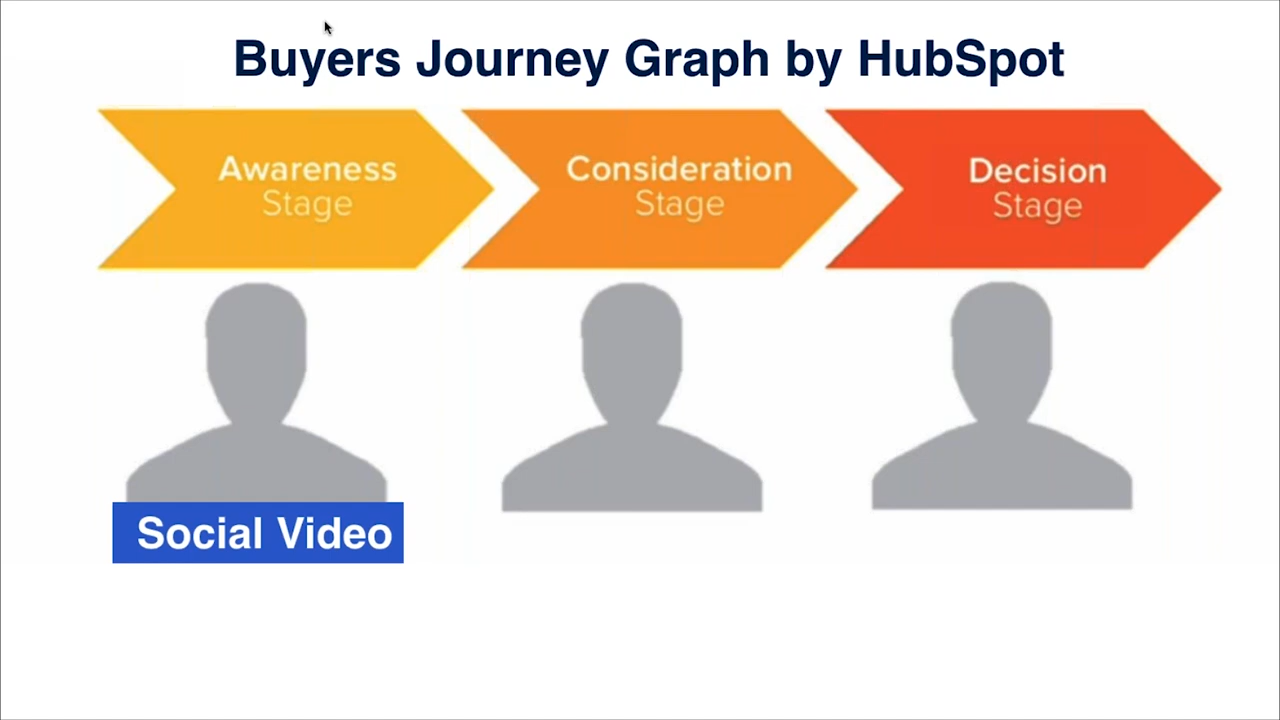 Buyers Journey Graph by HubSpot
Awareness
Stage
Consideration
Stage
Decision
Stage
Social Video